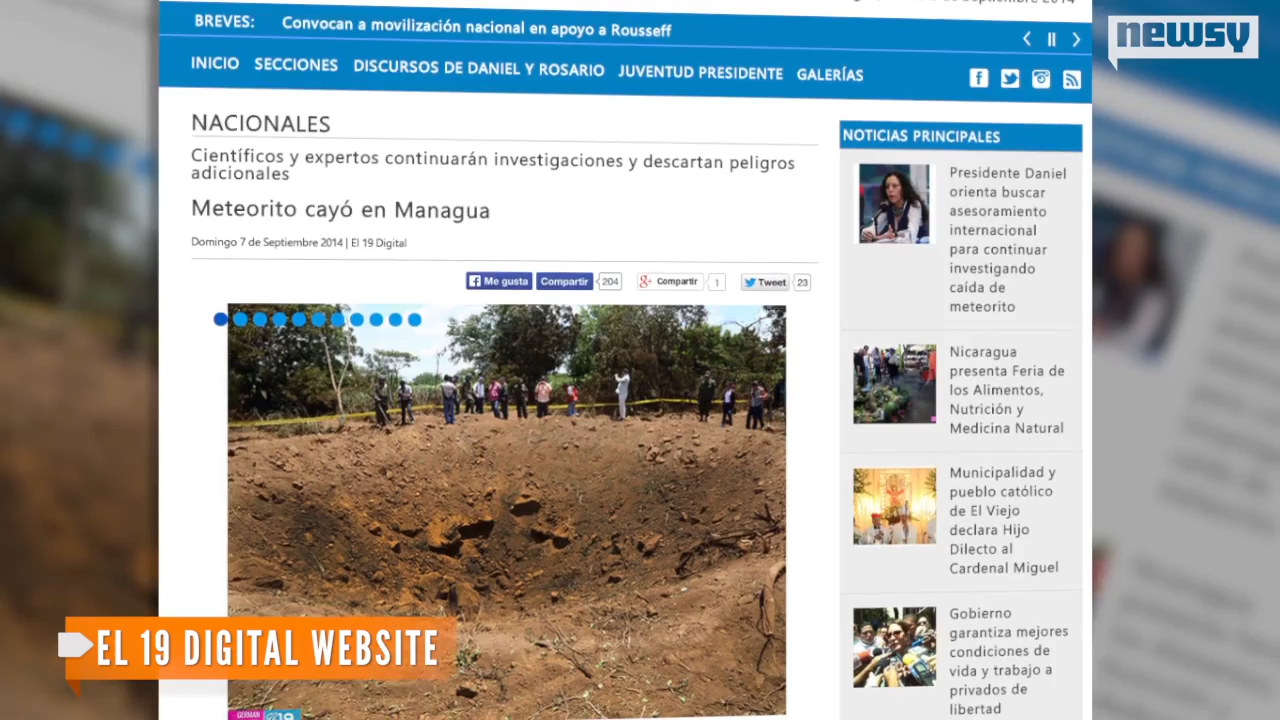 BREVES: Convocan a movilización nacional en apoyo a Rousseff
newsy
INICIO SECCIONES DISCURSOS DE DANIEL Y ROSARIO JUVENTUD PRESIDENTE GALERÍAS
NACIONALES
Científicos y expertos continuarán investigaciones y descartan peligros
adicionales
Meteorito cayó en Managua
Domingo 7 de Septiembre 2014 | El 19 Digital
Me gusta Compartir 204 Compartir 1 Tweet 23
NOTICIAS PRINCIPALES
Presidente Daniel
orienta buscar
asesoramiento
internacional
para continuar
investigando
caída de
meteorito
Nicaragua
presenta Feria de
los Alimentos,
Nutrición y
Medicina Natural
Municipalidad y
pueblo católico
de El Viejo
declara Hijo
Dilecto al
Cardenal Miguel
Gobierno
garantiza mejores
condiciones de
vida y trabajo a
privados de
libertad
EL 19 DIGITAL WEBSITE
GERMAN 19